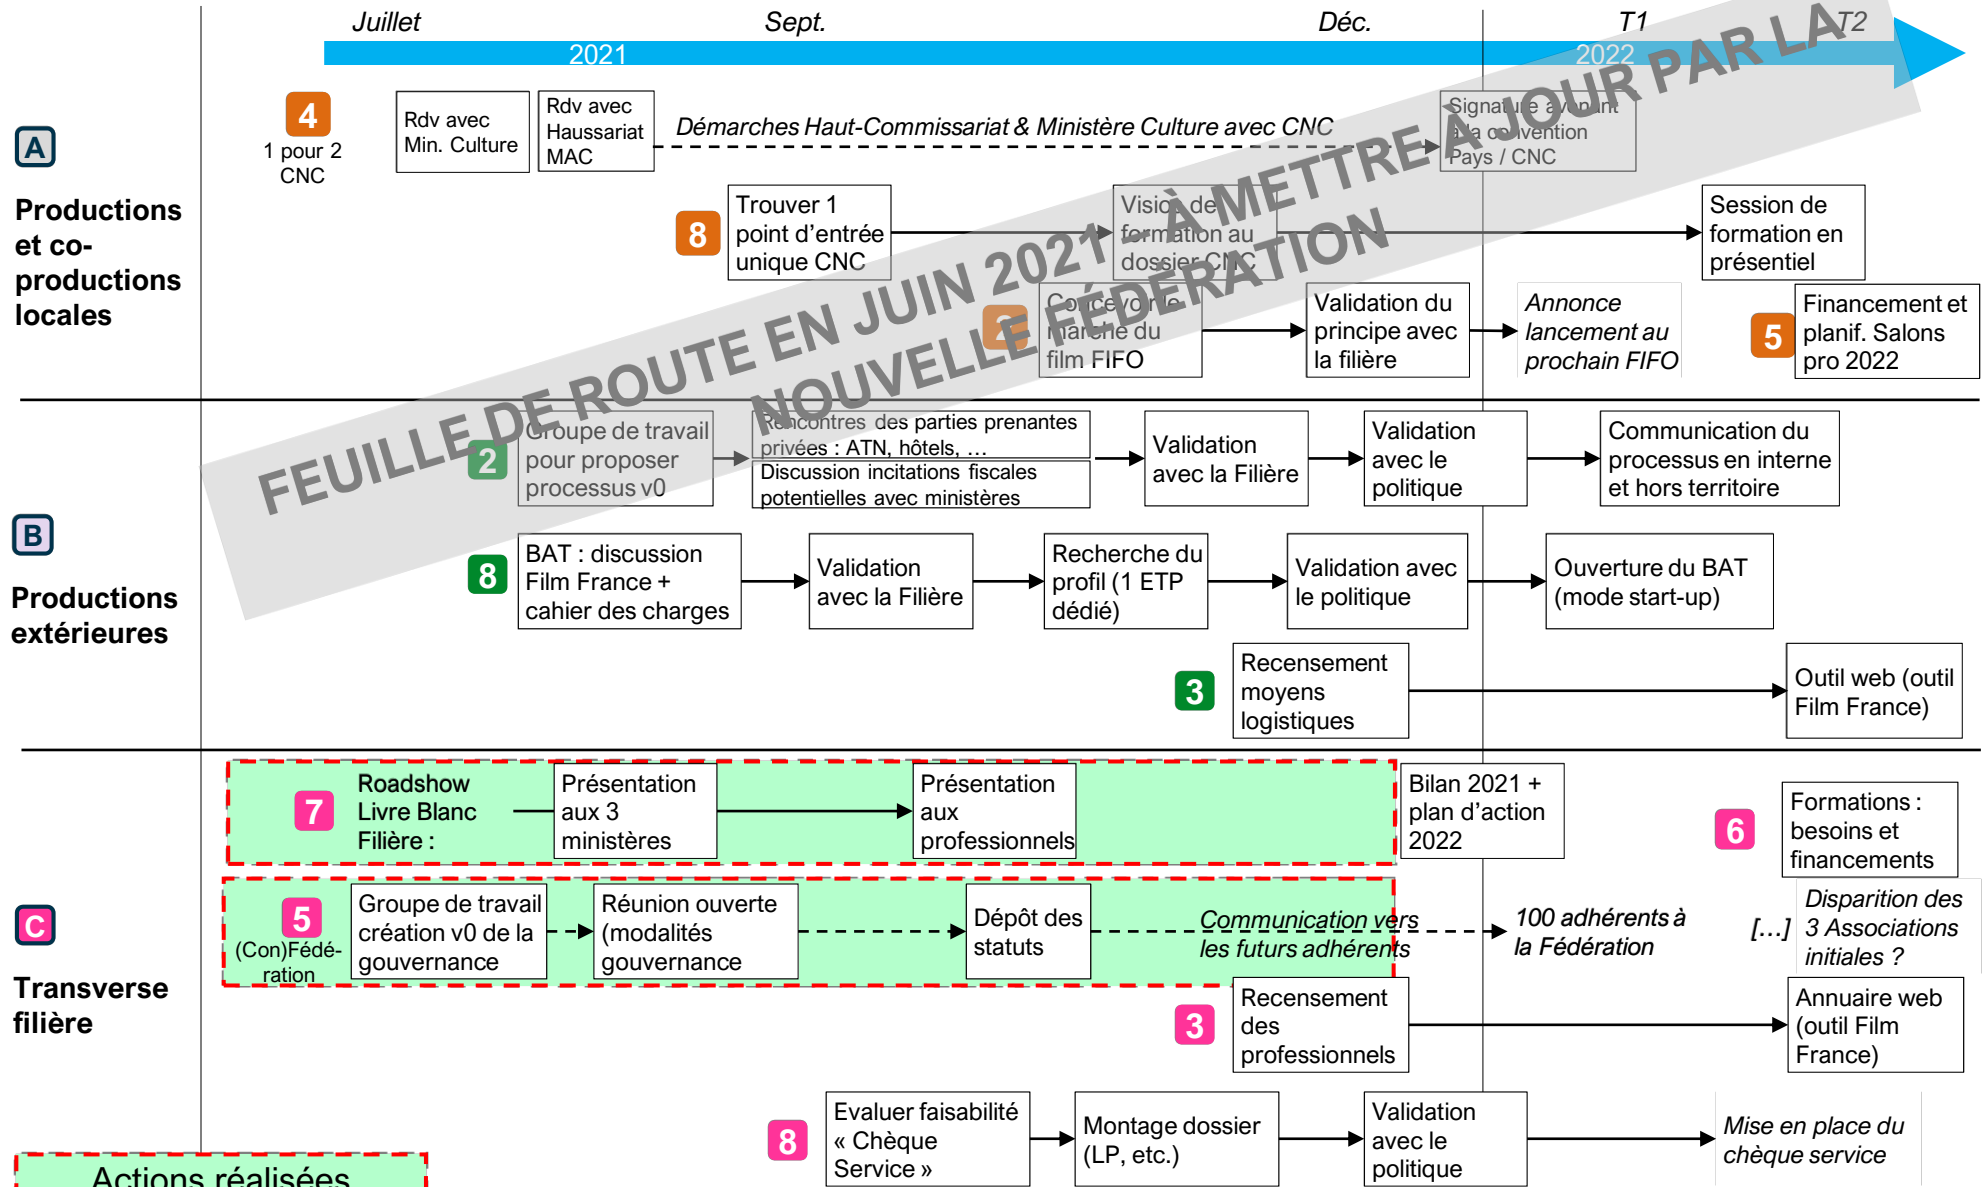 Juillet
Sept.
Déc.
T1
T2
2021
2022
A
Productions
et co-
productions
locales
4
1 pour 2
CNC
Rdv avec
Min. Culture
Rdv avec
Haussariat
MAC
Démarches Haut-Commissariat & Ministère Culture avec CNC
Signature avenant
à la convention
Pays / CNC
8
Trouver 1
point d'entrée
unique CNC
Visio de
formation au
dossier CNC
Session de
formation en
présentiel
2
Concevoir le
marché du
film FIFO
Validation du
principe avec
la filière
Annonce
lancement au
prochain FIFO
5
Financement et
planif. Salons
pro 2022
FEUILLE DE ROUTE EN JUIN 2021 – À METTRE À JOUR PAR LA
NOUVELLE FÉDÉRATION
B
Productions
extérieures
2
Groupe de travail
pour proposer
processus v0
Rencontres des parties prenantes
privées : ATN, hôtels, …
Discussion incitations fiscales
potentielles avec ministères
Validation
avec la Filière
Validation
avec le
politique
Communication du
processus en interne
et hors territoire
8
BAT : discussion
Film France +
cahier des charges
Validation
avec la Filière
Recherche du
profil (1 ETP
dédié)
Validation avec
le politique
Ouverture du BAT
(mode start-up)
3
Recensement
moyens
logistiques
Outil web (outil
Film France)
C
Transverse
filière
7
Roadshow
Livre Blanc
Filière :
Présentation
aux 3
ministères
Présentation
aux
professionnels
Bilan 2021 +
plan d'action
2022
6
Formations :
besoins et
financements
5
(Con)Fédé-
ration
Groupe de travail
création v0 de la
gouvernance
Réunion ouverte
(modalités
gouvernance
Dépôt des
statuts
Communication vers
les futurs adhérents
100 adhérents à
la Fédération
[…]
Disparition des
3 Associations
initiales ?
3
Recensement
des
professionnels
Annuaire web
(outil Film
France)
8
Evaluer faisabilité
« Chèque
Service »
Montage dossier
(LP, etc.)
Validation
avec le
politique
Mise en place du
chèque service
Actions réalisées